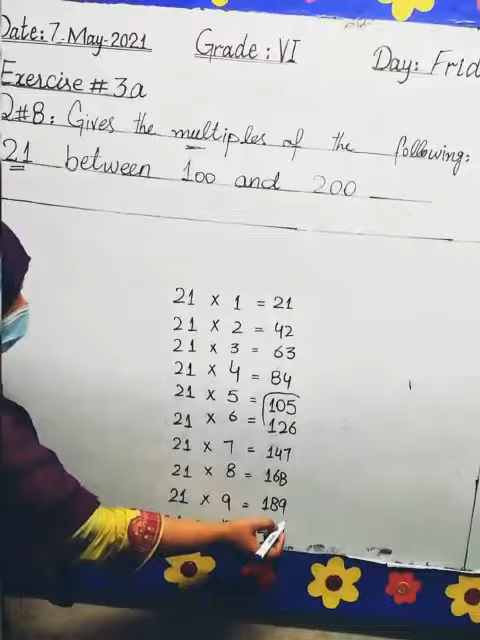 Date: 7-May-2021 Grade: VI Day: Frid
Exercise # 3a
Q#8: Gives the multiples of the following:
21 between 100 and 200
21 x 1 = 21
21 x 2 = 42
21 x 3 = 63
21 x 4 = 84
21 x 5 = 105
21 x 6 = 126
21 x 7 = 147
21 x 8 = 168
21 x 9 = 189